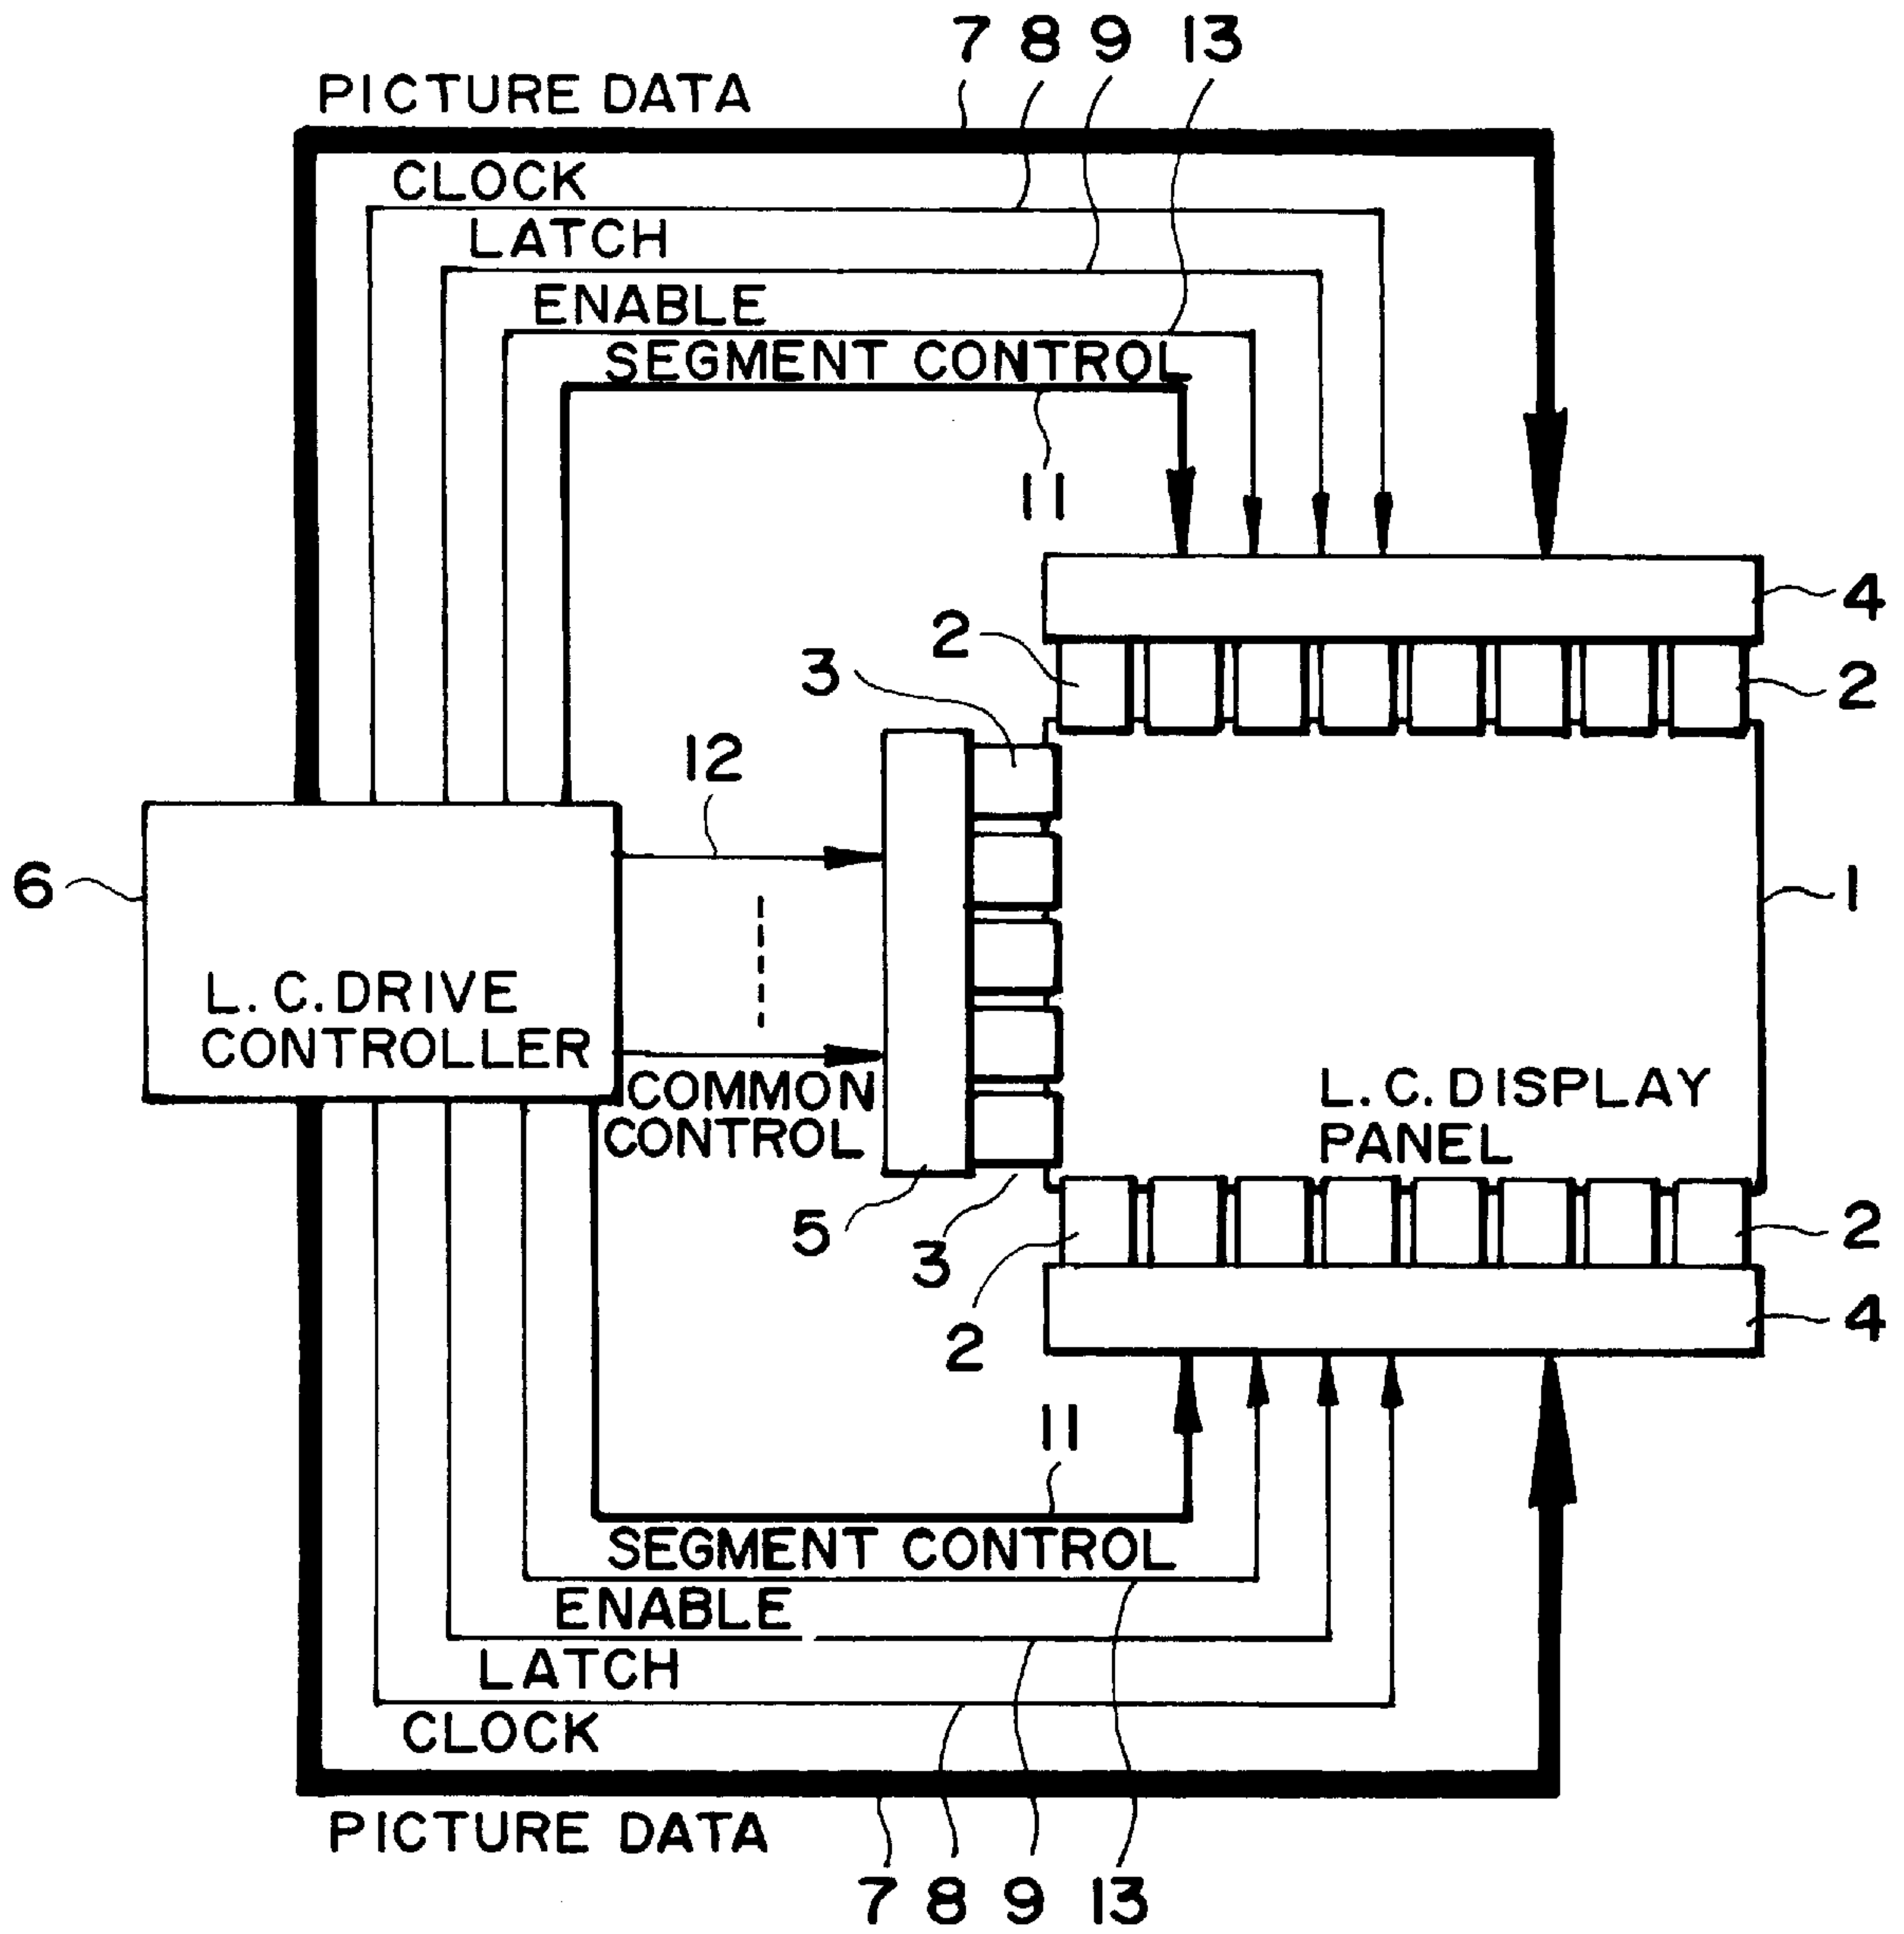 7 8 9 13
PICTURE DATA
CLOCK
LATCH
ENABLE
SEGMENT CONTROL
11
4
2
3
2
12
6
1
L. C. DRIVE
CONTROLLER
COMMON
CONTROL
L. C. DISPLAY
PANEL
5
3
2
2
4
11
SEGMENT CONTROL
ENABLE
LATCH
CLOCK
PICTURE DATA
7 8 9 13